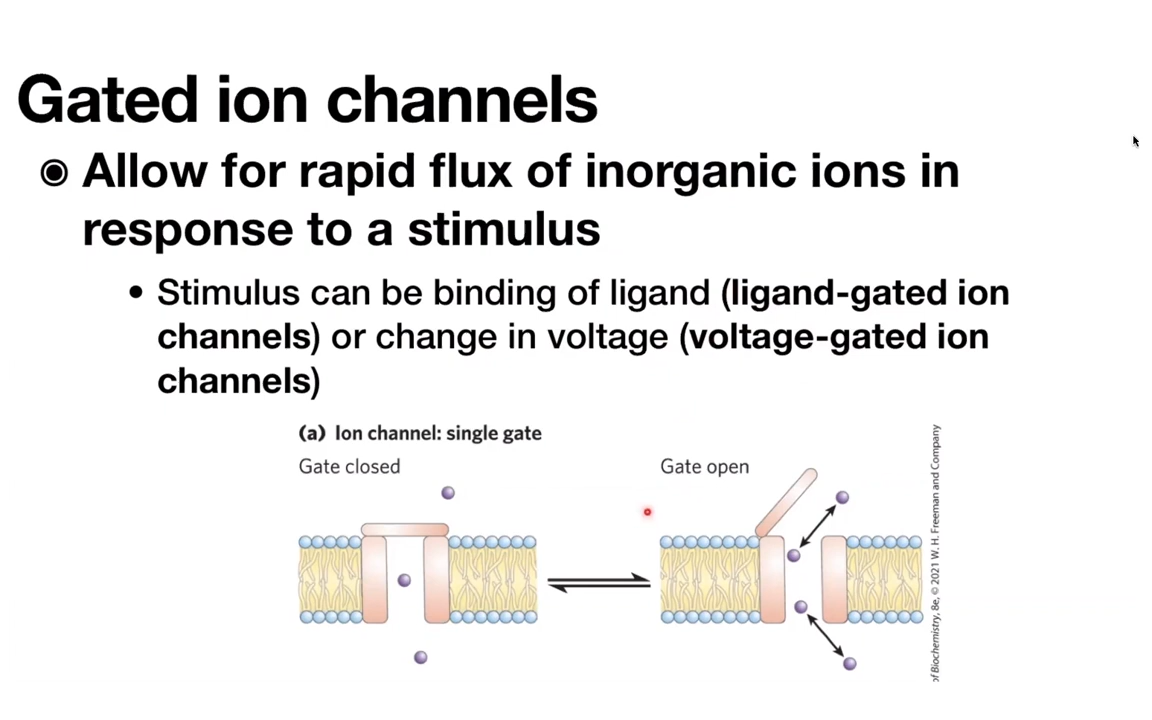 Gated ion channels
Allow for rapid flux of inorganic ions in
response to a stimulus
• Stimulus can be binding of ligand (ligand-gated ion
channels) or change in voltage (voltage-gated ion
channels)
(a) Ion channel: single gate
Gate closed
Gate open
of Biochemistry, 8e, © 2021 W. H. Freeman and Company